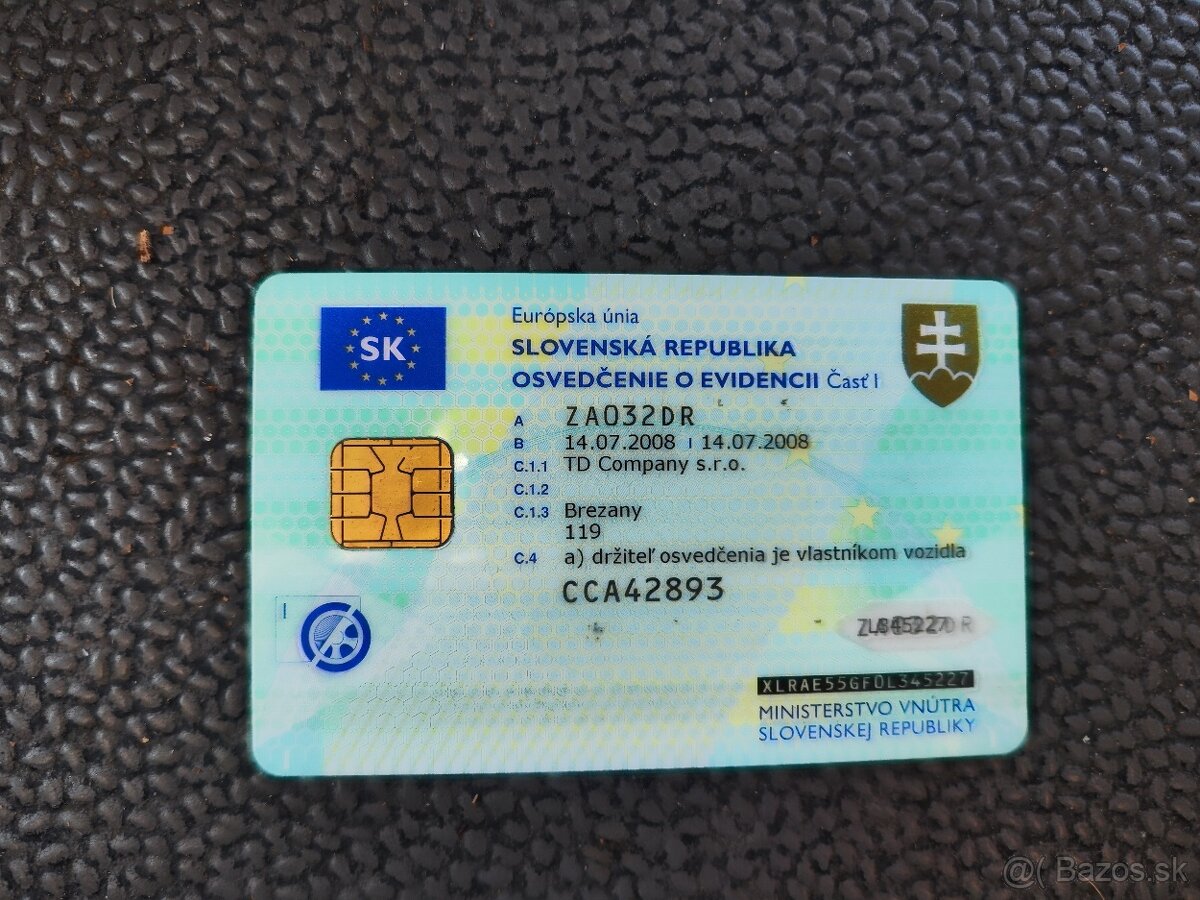 SK
Európska únia
SLOVENSKÁ REPUBLIKA
OSVEDČENIE O EVIDENCII Časť I
A ZA032DR
B 14.07.2008 I 14.07.2008
C.1.1 TD Company s.r.o.
C.1.2
C.1.3 Brezany
119
C.4 a) držiteľ osvedčenia je vlastníkom vozidla
CCA42893
I
XLRAE55GF0L345227
MINISTERSTVO VNÚTRA
SLOVENSKEJ REPUBLIKY
@( Bazos.sk